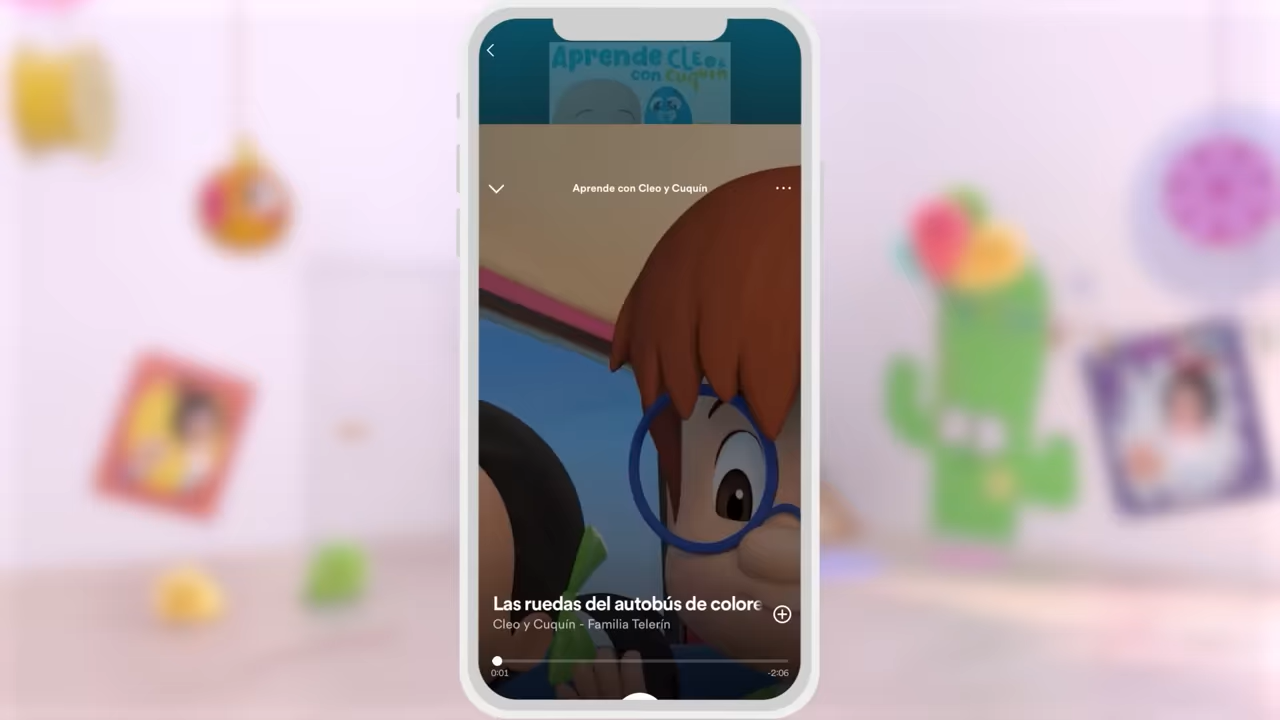 Aprende CLEO &
con Cuquín
Aprende con Cleo y Cuquín
Las ruedas del autobús de colore
Cleo y Cuquín - Familia Telerín
0:01
-2:06